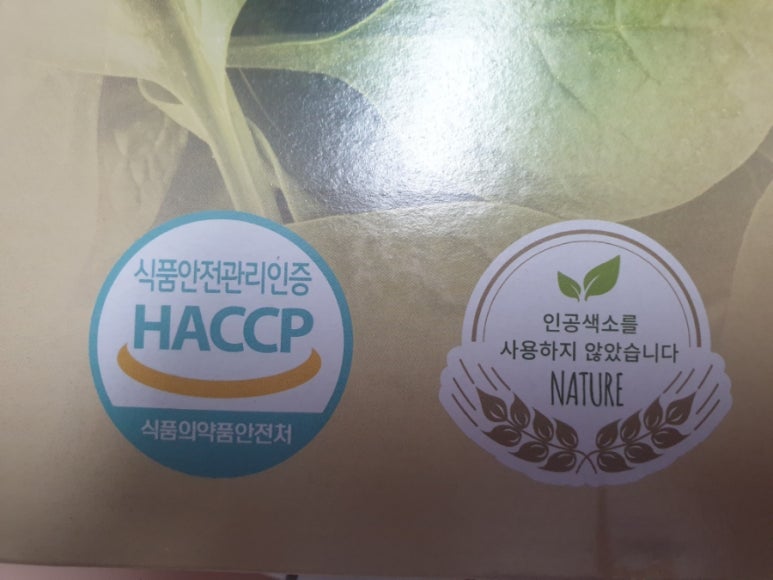 식품안전관리인증
HACCP
식품의약품안전처
인공색소를
사용하지 않았습니다
NATURE